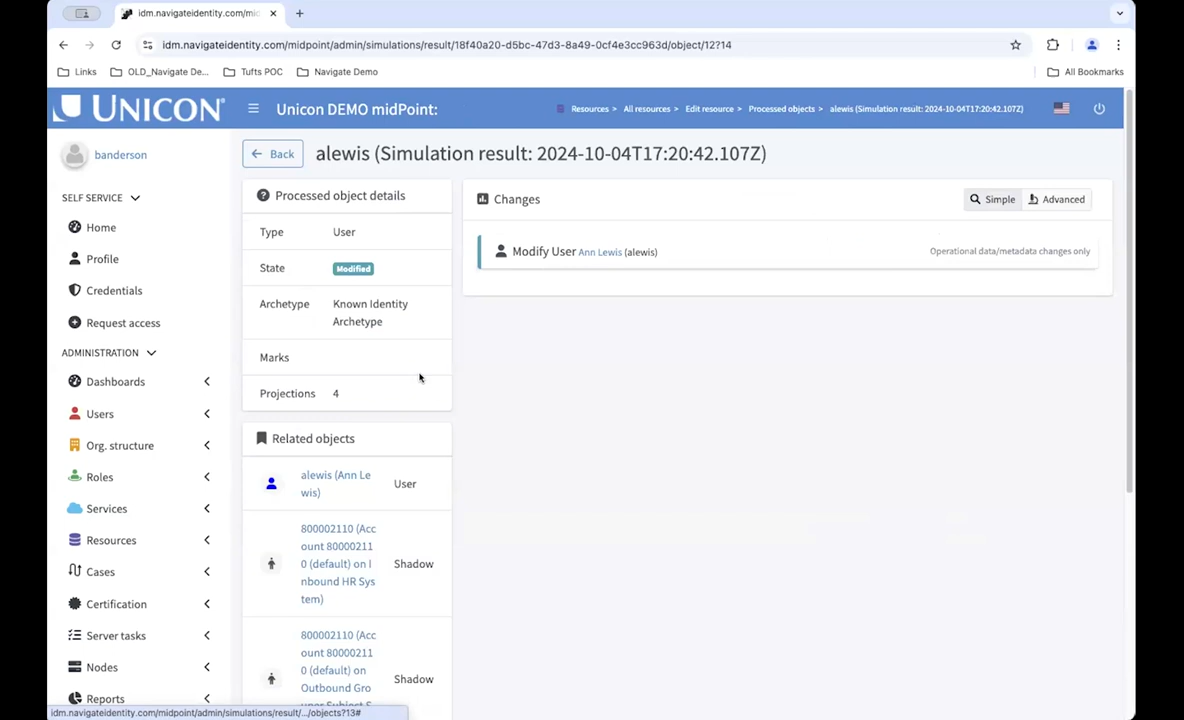 idm.navigateidentity.com/mid
idm.navigateidentity.com/midpoint/admin/simulations/result/18f40a20-d5bc-47d3-8a49-0cf4e3cc963d/object/12?14
Links
OLD_Navigate De...
Tufts POC
Navigate Demo
All Bookmarks
UNICON
Unicon DEMO midPoint:
Resources > All resources > Edit resource > Processed objects > alewis (Simulation result: 2024-10-04T17:20:42.107Z)
banderson
SELF SERVICE
Home
Profile
Credentials
Request access
ADMINISTRATION
Dashboards
Users
Org. structure
Roles
Services
Resources
Cases
Certification
Server tasks
Nodes
Reports
Back
alewis (Simulation result: 2024-10-04T17:20:42.107Z)
Processed object details
Type User
State Modified
Archetype Known Identity
Archetype
Marks
Projections 4
Related objects
alewis (Ann Le
wis)
User
800002110 (Acc
ount 80000211
0 (default) on I
nbound HR Sys
tem)
Shadow
800002110 (Acc
ount 80000211
0 (default) on
Outbound Gro
Shadow
Changes
Simple
Advanced
Modify User Ann Lewis (alewis)
Operational data/metadata changes only
idm.navigateidentity.com/midpoint/admin/simulations/result/.../objects?13#